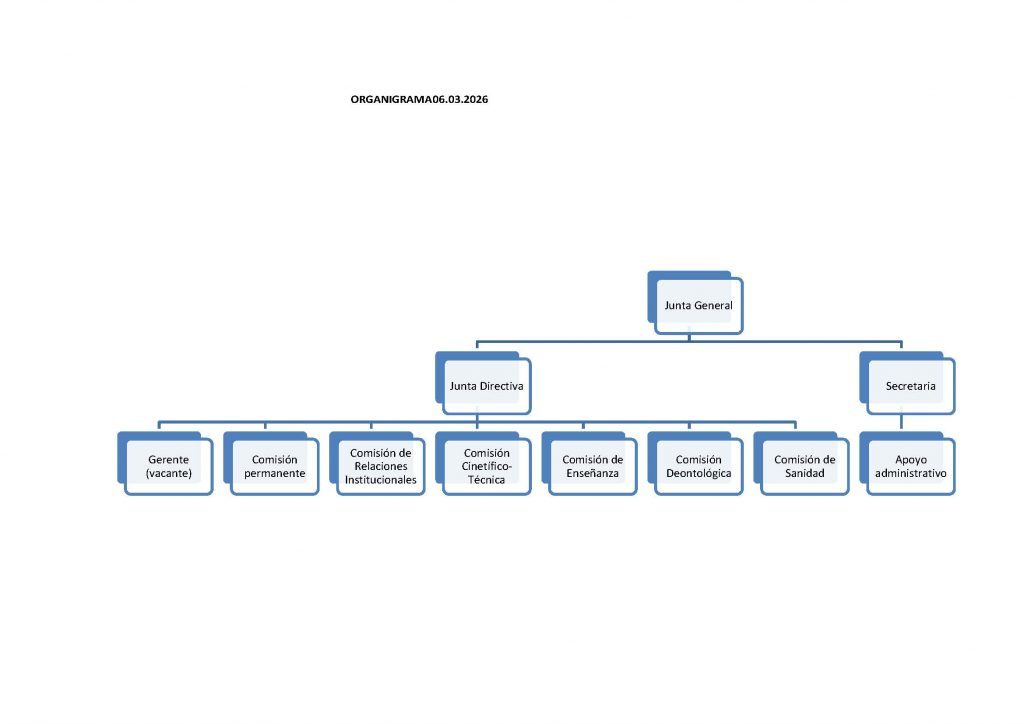 ORGANIGRAMA06.03.2026
Junta General
Junta Directiva
Secretaria
Gerente
(vacante)
Comisión
permanente
Comisión de
Relaciones
Institucionales
Comisión
Cinetífico-
Técnica
Comisión de
Enseñanza
Comisión
Deontológica
Comisión de
Sanidad
Apoyo
administrativo